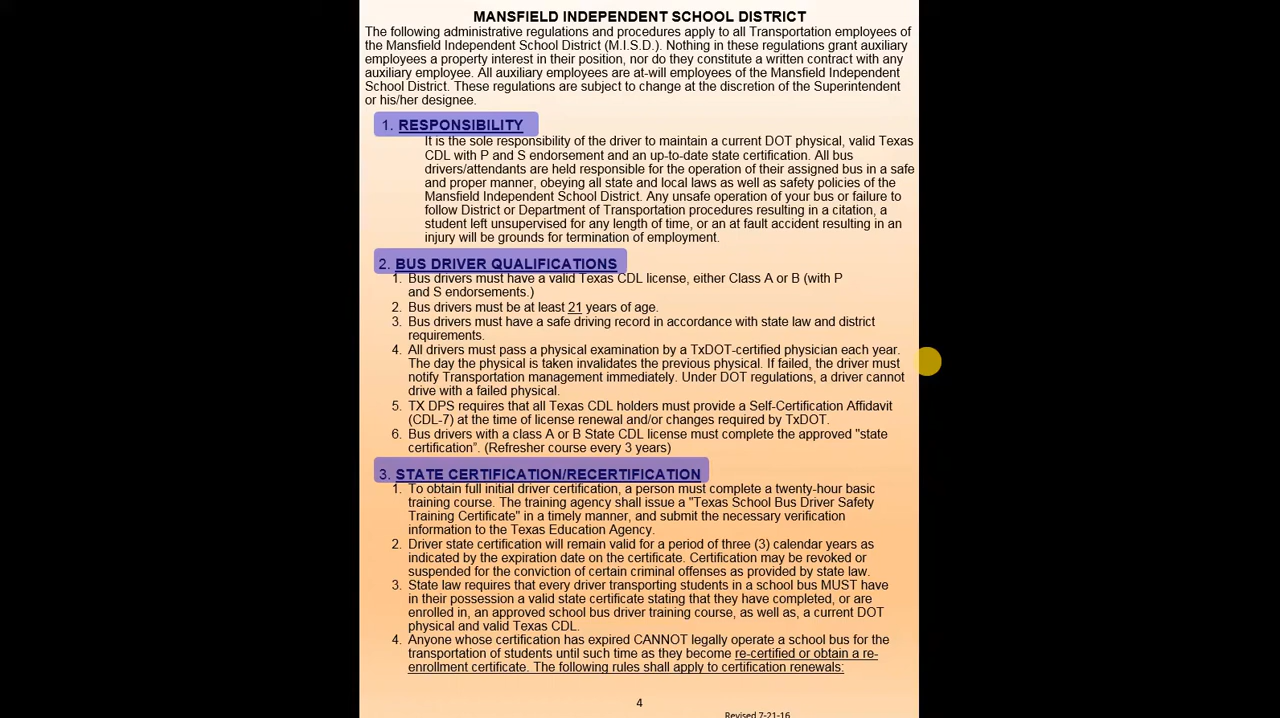 MANSFIELD INDEPENDENT SCHOOL DISTRICT
The following administrative regulations and procedures apply to all Transportation employees of
the Mansfield Independent School District (M.I.S.D.). Nothing in these regulations grant auxiliary
employees a property interest in their position, nor do they constitute a written contract with any
auxiliary employee. All auxiliary employees are at-will employees of the Mansfield Independent
School District. These regulations are subject to change at the discretion of the Superintendent
or his/her designee.
1. RESPONSIBILITY
It is the sole responsibility of the driver to maintain a current DOT physical, valid Texas
CDL with P and S endorsement and an up-to-date state certification. All bus
drivers/attendants are held responsible for the operation of their assigned bus in a safe
and proper manner, obeying all state and local laws as well as safety policies of the
Mansfield Independent School District. Any unsafe operation of your bus or failure to
follow District or Department of Transportation procedures resulting in a citation, a
student left unsupervised for any length of time, or an at fault accident resulting in an
injury will be grounds for termination of employment.
2. BUS DRIVER QUALIFICATIONS
1. Bus drivers must have a valid Texas CDL license, either Class A or B (with P
and S endorsements.)
2. Bus drivers must be at least 21 years of age.
3. Bus drivers must have a safe driving record in accordance with state law and district
requirements.
4. All drivers must pass a physical examination by a TxDOT-certified physician each year.
The day the physical is taken invalidates the previous physical. If failed, the driver must
notify Transportation management immediately. Under DOT regulations, a driver cannot
drive with a failed physical.
5. TX DPS requires that all Texas CDL holders must provide a Self-Certification Affidavit
(CDL-7) at the time of license renewal and/or changes required by TxDOT.
6. Bus drivers with a class A or B State CDL license must complete the approved "state
certification". (Refresher course every 3 years)
3. STATE CERTIFICATION/RECERTIFICATION
1. To obtain full initial driver certification, a person must complete a twenty-hour basic
training course. The training agency shall issue a "Texas School Bus Driver Safety
Training Certificate" in a timely manner, and submit the necessary verification
information to the Texas Education Agency.
2. Driver state certification will remain valid for a period of three (3) calendar years as
indicated by the expiration date on the certificate. Certification may be revoked or
suspended for the conviction of certain criminal offenses as provided by state law.
3. State law requires that every driver transporting students in a school bus MUST have
in their possession a valid state certificate stating that they have completed, or are
enrolled in, an approved school bus driver training course, as well as, a current DOT
physical and valid Texas CDL.
4. Anyone whose certification has expired CANNOT legally operate a school bus for the
transportation of students until such time as they become re-certified or obtain a re-
enrollment certificate. The following rules shall apply to certification renewals:
4
Revised 7-21-16